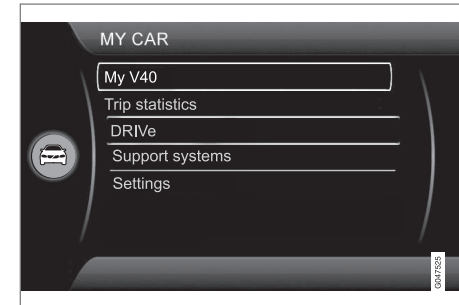 MY CAR
My V40
Trip statistics
DRIVe
Support systems
Settings
G047525